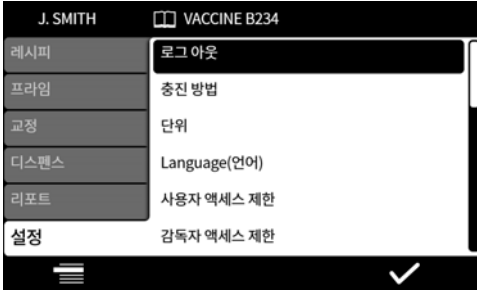 J. SMITH VACCINE B234
레시피
프라임
교정
디스펜스
리포트
설정
로그 아웃
충진 방법
단위
Language(언어)
사용자 액세스 제한
감독자 액세스 제한